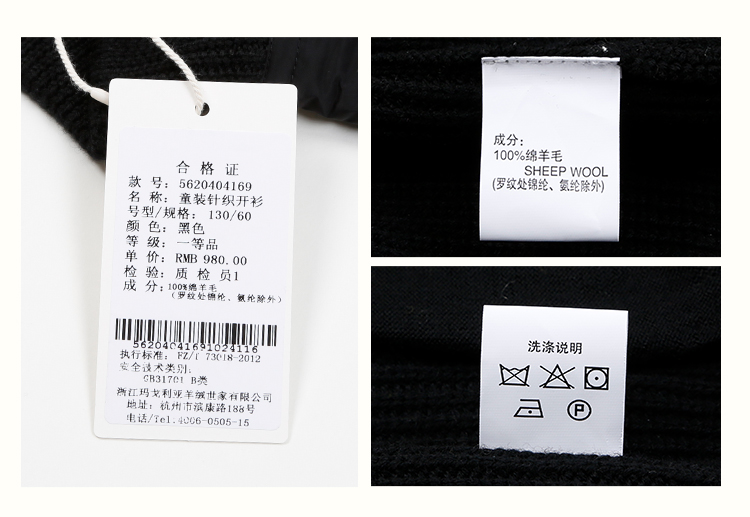 合格证
款 号: 5620404169
名 称: 童装针织开衫
号型/规格: 130/60
颜 色: 黑色
等 级: 一等品
单 价: RMB 980.00
检 验: 质 检 员1
成 分: 100%绵羊毛
(罗纹处锦纶、氨纶除外)
56204041691024116
执行标准: FZ/T 73018-2012
安全技术类别:
GB31701 B类
浙江玛戈利亚羊绒世家有限公司
地址: 杭州市滨康路188号
电话/Tel.4006-0505-15
成分:
100%绵羊毛
SHEEP WOOL
(罗纹处锦纶、氨纶除外)
洗涤说明
P